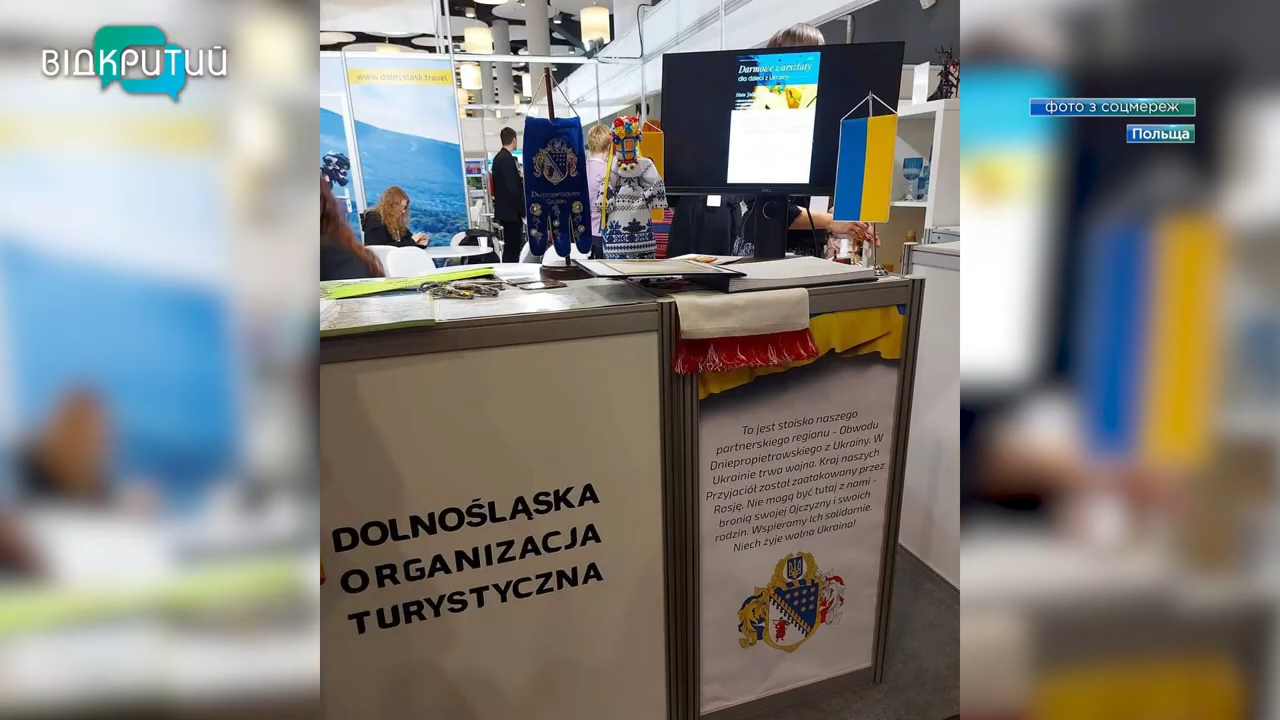 ВІДКРИТИЙ
фото з соцмереж
Польща
www.dolnyslask.travel
Darmowe warsztaty
dla dzieci z Ukrainy
DELL
DOLNOŚLĄSKA
ORGANIZACJA
TURYSTYCZNA
To jest stoisko naszego
partnerskiego regionu - Obwodu
Dniepropietrowskiego z Ukrainy. W
Ukrainie trwa wojna. Kraj naszych
Przyjaciół został zaatakowany przez
Rosję. Nie mogą być tutaj z nami -
bronią swojej Ojczyzny i swoich
rodzin. Wspieramy Ich solidarnie.
Niech żyje wolna Ukraina!